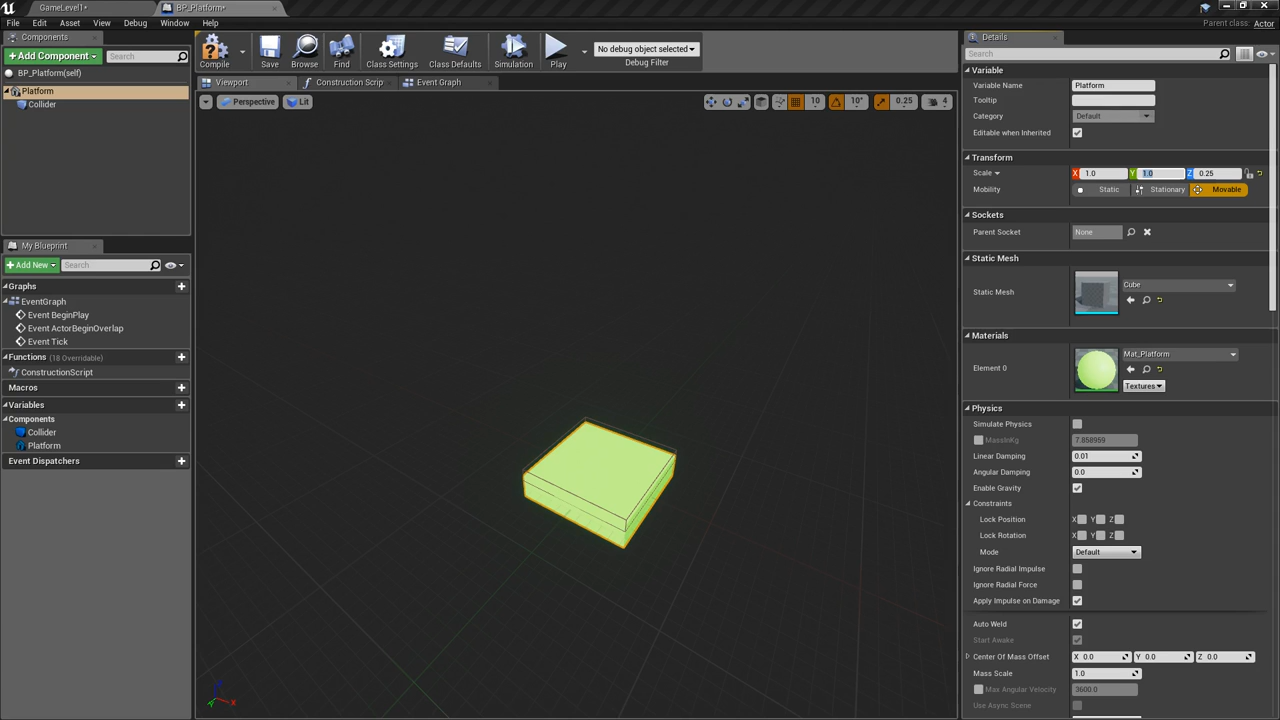 GameLevel1*
BP_Platform*
File Edit Asset View Debug Window Help
Parent class: Actor
Components
+ Add Component
Search
BP_Platform(self)
Platform
Collider
Compile
Save
Browse
Find
Class Settings
Class Defaults
Simulation
Play
No debug object selected
Debug Filter
Viewport
Construction Scrip
Event Graph
Perspective
Lit
10
10°
0.25
4
My Blueprint
+ Add New
Search
Graphs
EventGraph
Event BeginPlay
Event ActorBeginOverlap
Event Tick
Functions (18 Overridable)
ConstructionScript
Macros
Variables
Components
Collider
Platform
Event Dispatchers
Z
X
Details
Search
Variable
Variable Name Platform
Tooltip
Category Default
Editable when Inherited
Transform
Scale X 1.0 Y 1.0 Z 0.25
Mobility Static Stationary Movable
Sockets
Parent Socket None
Static Mesh
Static Mesh Cube
Materials
Element 0 Mat_Platform
Textures
Physics
Simulate Physics
MassInKg 7.858959
Linear Damping 0.01
Angular Damping 0.0
Enable Gravity
Constraints
Lock Position X Y Z
Lock Rotation X Y Z
Mode Default
Ignore Radial Impulse
Ignore Radial Force
Apply Impulse on Damage
Auto Weld
Start Awake
Center Of Mass Offset X 0.0 Y 0.0 Z 0.0
Mass Scale 1.0
Max Angular Velocity 3600.0
Use Async Scene